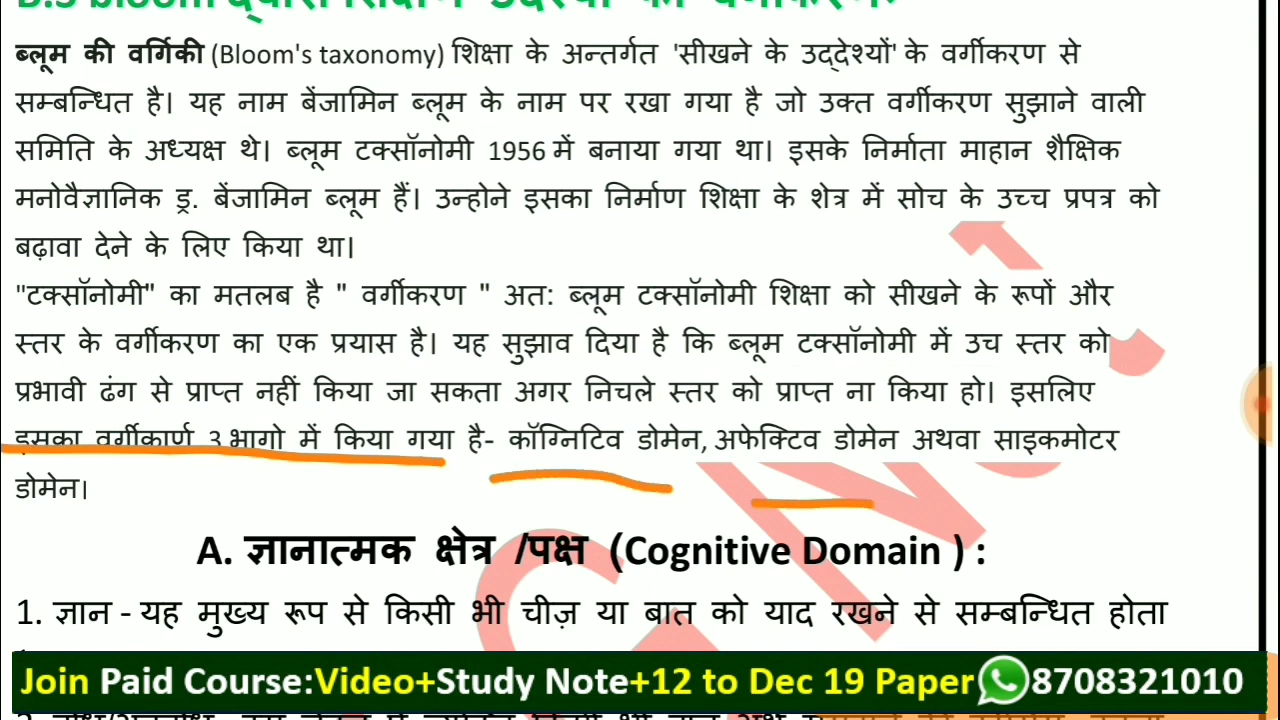 ब्लूम की वर्गिकी (Bloom's taxonomy) शिक्षा के अन्तर्गत 'सीखने के उद्देश्यों' के वर्गीकरण से
सम्बन्धित है। यह नाम बेंजामिन ब्लूम के नाम पर रखा गया है जो उक्त वर्गीकरण सुझाने वाली
समिति के अध्यक्ष थे। ब्लूम टक्सॉनोमी 1956 में बनाया गया था। इसके निर्माता माहान शैक्षिक
मनोवैज्ञानिक ड्र. बेंजामिन ब्लूम हैं। उन्होने इसका निर्माण शिक्षा के शेत्र में सोच के उच्च प्रपत्र को
बढ़ावा देने के लिए किया था।
"टक्सॉनोमी" का मतलब है " वर्गीकरण " अत: ब्लूम टक्सॉनोमी शिक्षा को सीखने के रूपों और
स्तर के वर्गीकरण का एक प्रयास है। यह सुझाव दिया है कि ब्लूम टक्सॉनोमी में उच स्तर को
प्रभावी ढंग से प्राप्त नहीं किया जा सकता अगर निचले स्तर को प्राप्त ना किया हो। इसलिए
इसका वर्गीकार्ण 3 भागो में किया गया है- कॉग्निटिव डोमेन, अफेक्टिव डोमेन अथवा साइकमोटर
डोमेन।
A. ज्ञानात्मक क्षेत्र /पक्ष (Cognitive Domain ) :
1. ज्ञान - यह मुख्य रूप से किसी भी चीज़ या बात को याद रखने से सम्बन्धित होता
Join Paid Course:Video+Study Note+12 to Dec 19 Paper 8708321010